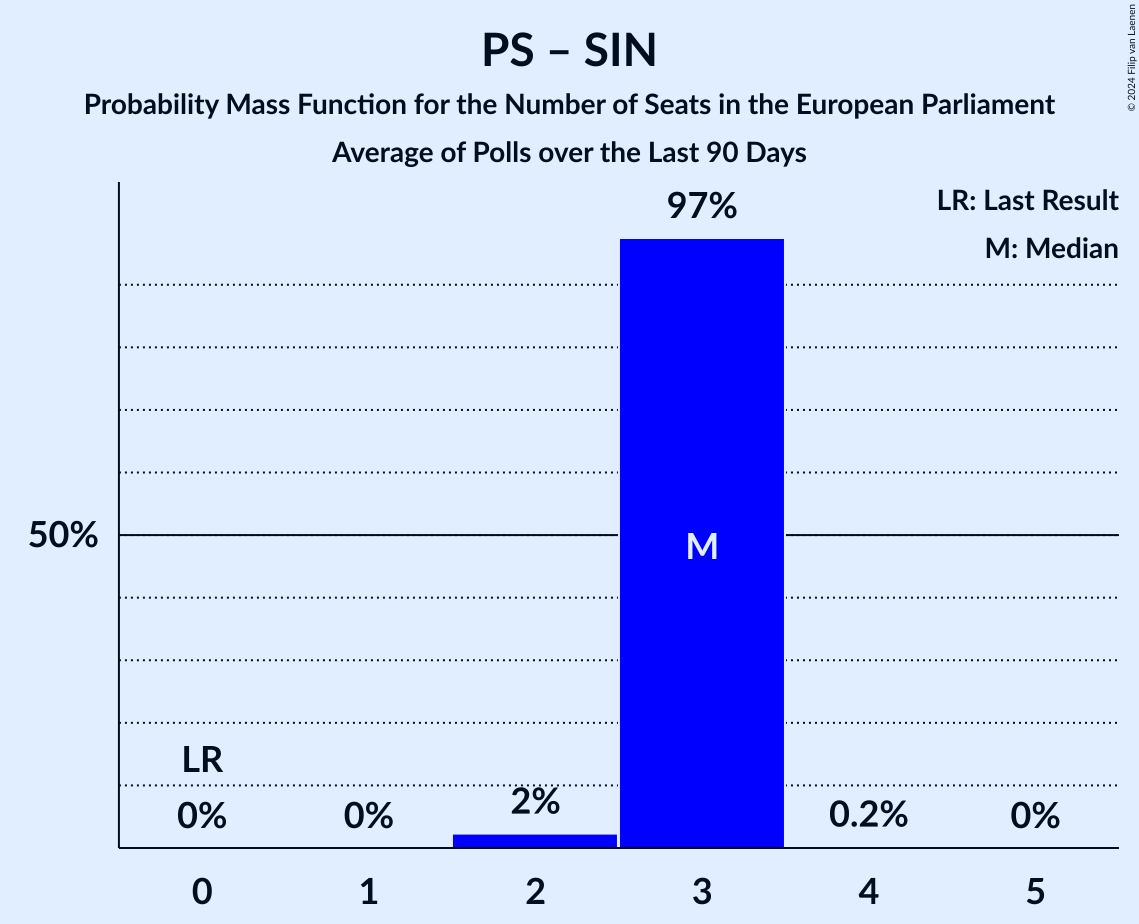 PS – SIN
Probability Mass Function for the Number of Seats in the European Parliament
Average of Polls over the Last 90 Days
© 2024 Filip van Laenen
LR: Last Result
M: Median
97%
50%
M
LR
0%
0%
2%
0.2%
0%
0 1 2 3 4 5